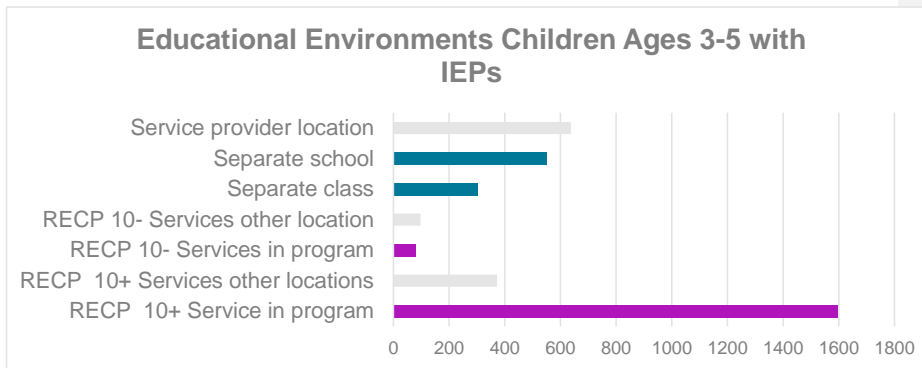 Educational Environments Children Ages 3-5 with
IEPs
Service provider location
Separate school
Separate class
RECP 10- Services other location
RECP 10- Services in program
RECP  10+ Services other locations
RECP  10+ Service in program
0 200 400 600 800 1000 1200 1400 1600 1800